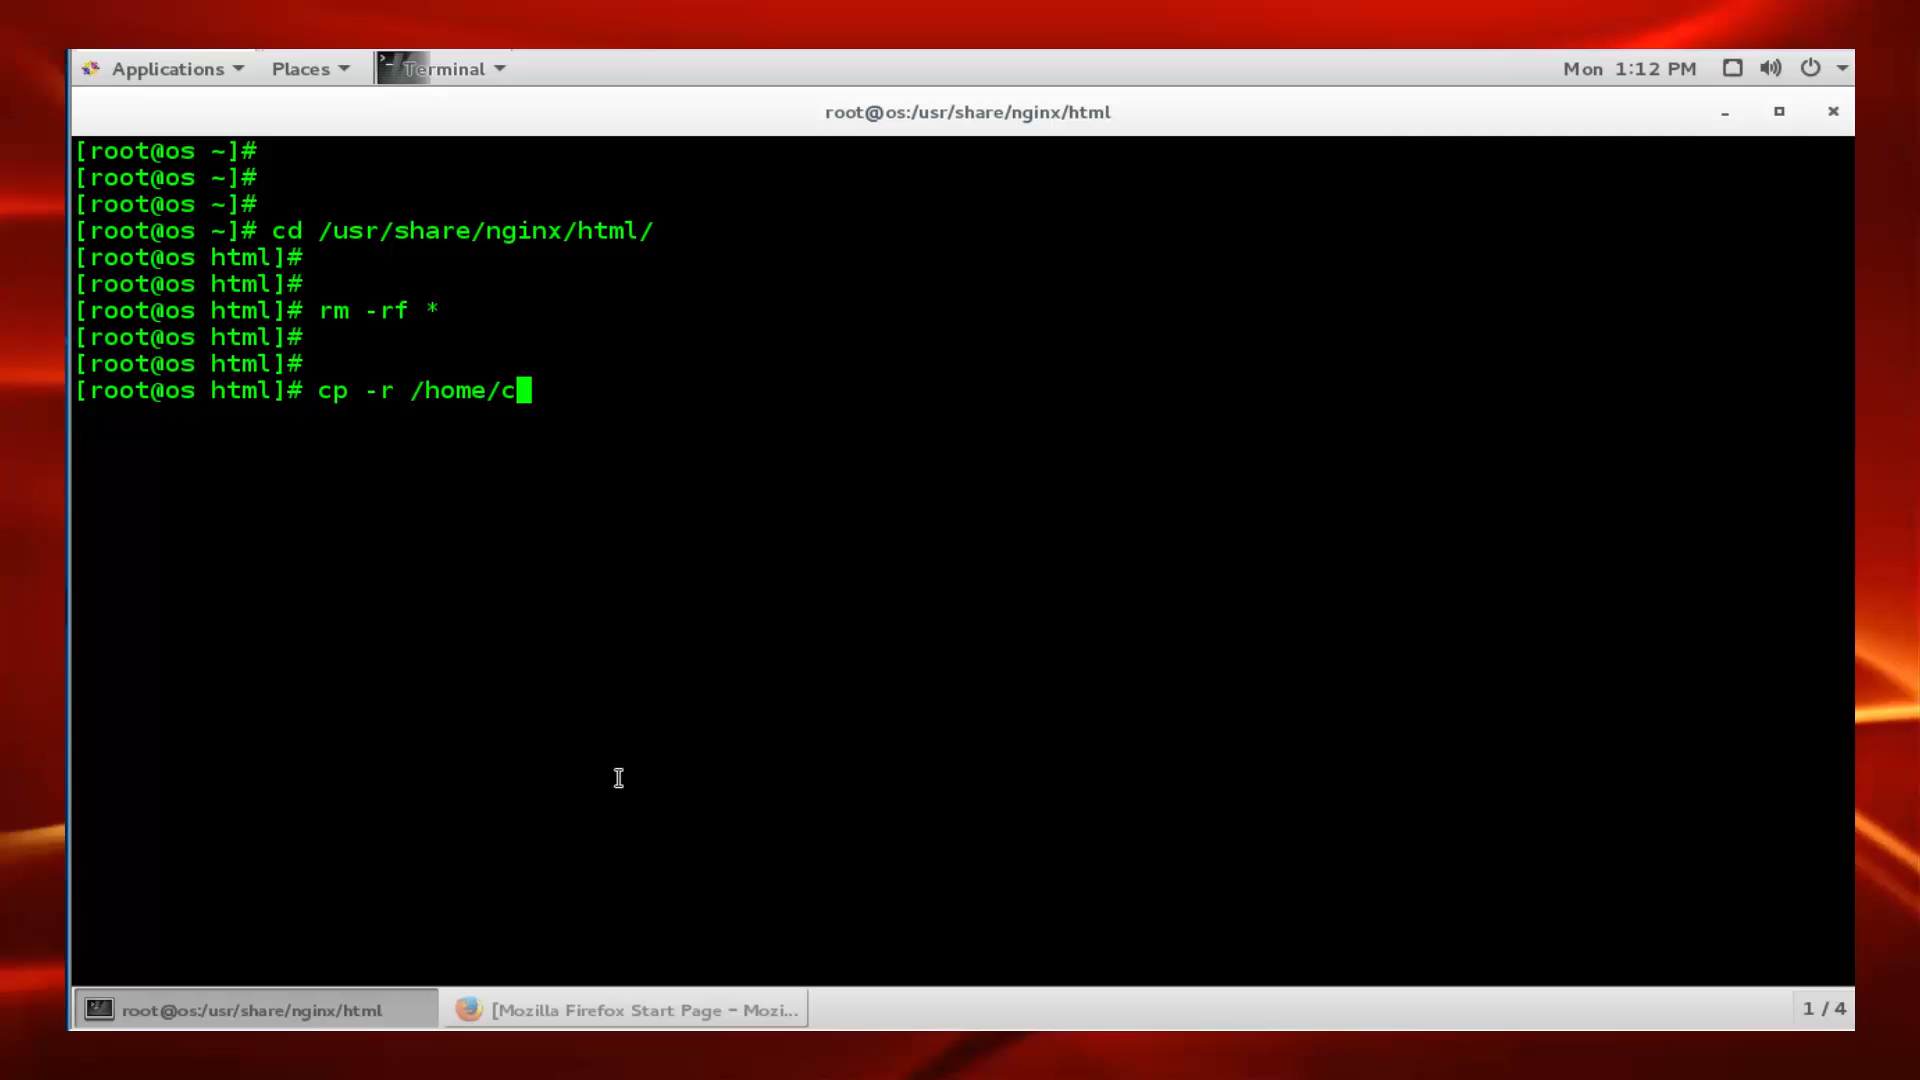 Applications Places Terminal Mon 1:12 PM
root@os:/usr/share/nginx/html
[root@os ~]#
[root@os ~]#
[root@os ~]#
[root@os ~]# cd /usr/share/nginx/html/
[root@os html]#
[root@os html]#
[root@os html]# rm -rf *
[root@os html]#
[root@os html]#
[root@os html]# cp -r /home/c
root@os:/usr/share/nginx/html [Mozilla Firefox Start Page – Mozi... 1 / 4